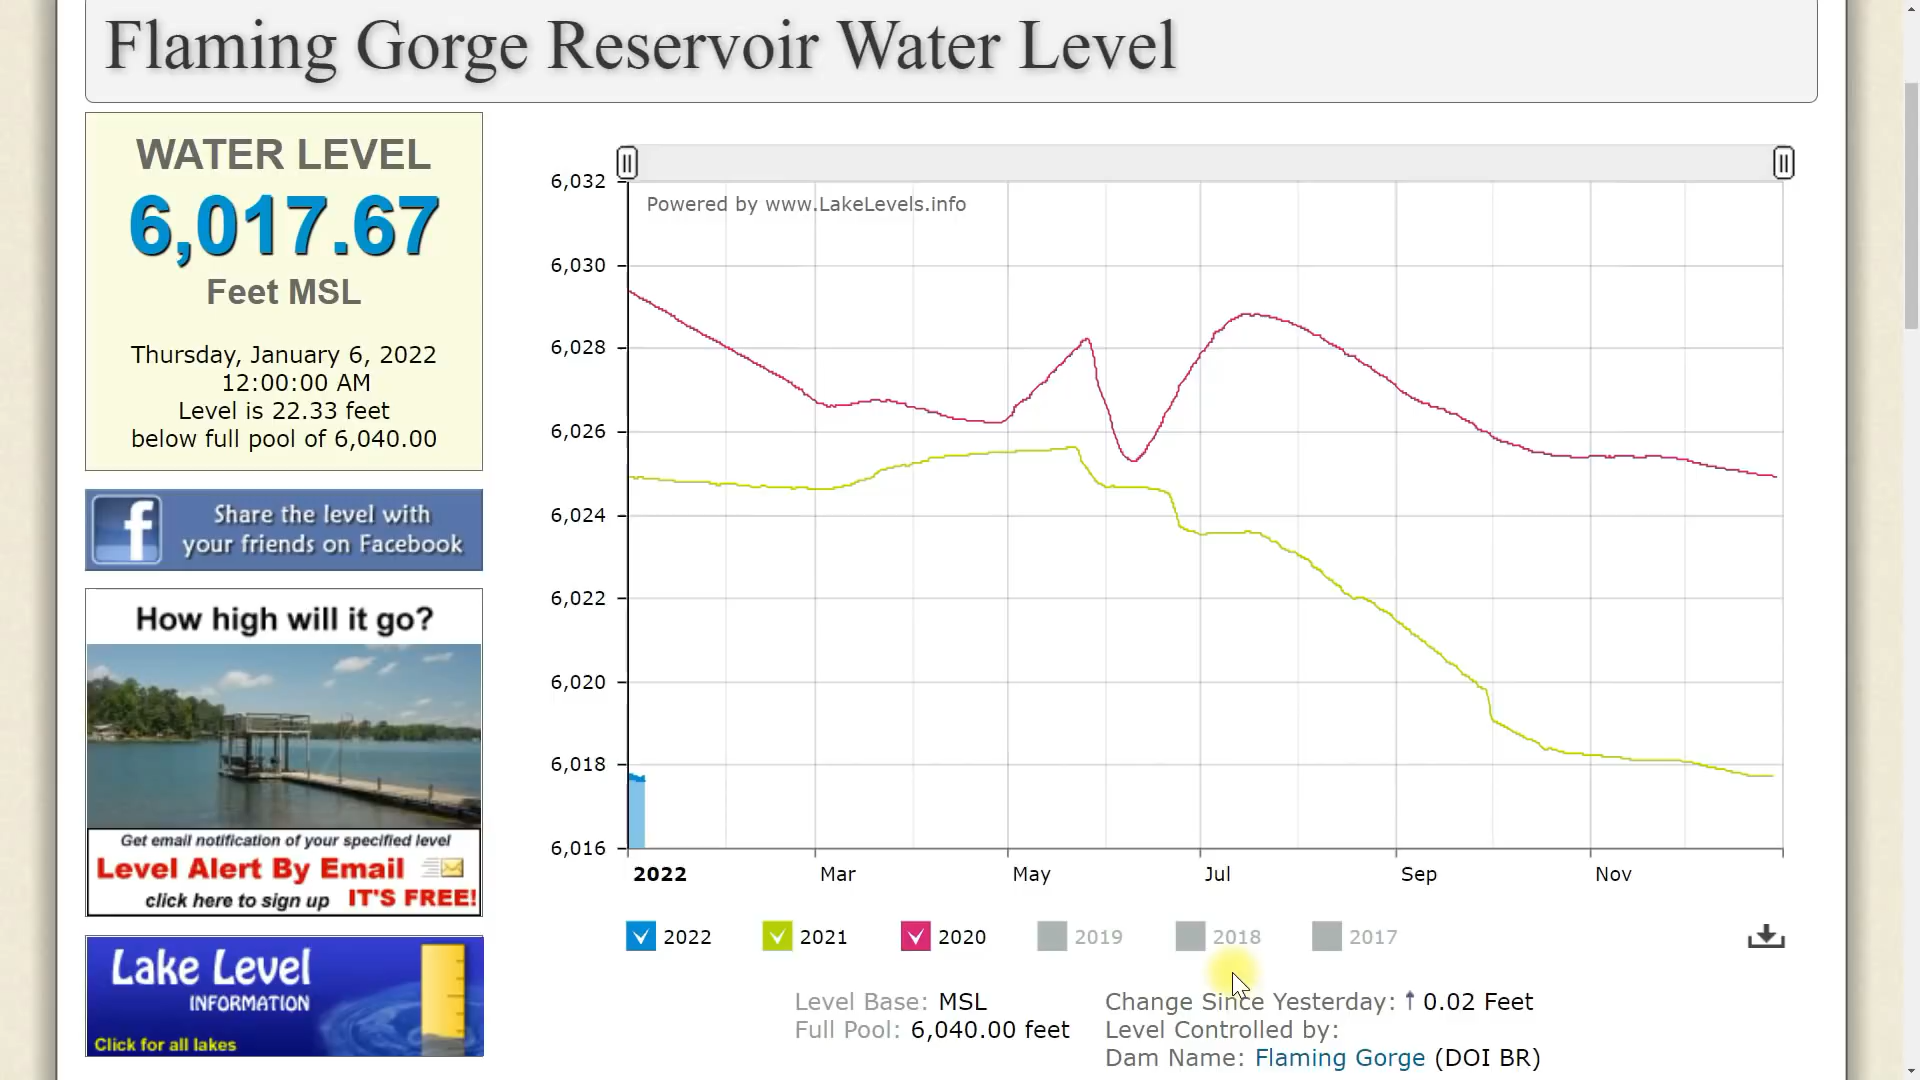 Flaming Gorge Reservoir Water Level
WATER LEVEL
6,017.67
Feet MSL
Thursday, January 6, 2022
12:00:00 AM
Level is 22.33 feet
below full pool of 6,040.00
f Share the level with
your friends on Facebook
How high will it go?
Get email notification of your specified level
Level Alert By Email
click here to sign up IT'S FREE!
Lake Level
INFORMATION
Click for all lakes
Powered by www.LakeLevels.info
6,032
6,030
6,028
6,026
6,024
6,022
6,020
6,018
6,016
2022 Mar May Jul Sep Nov
2022 2021 2020 2019 2018 2017
Level Base: MSL
Full Pool: 6,040.00 feet
Change Since Yesterday: ↑ 0.02 Feet
Level Controlled by:
Dam Name: Flaming Gorge (DOI BR)